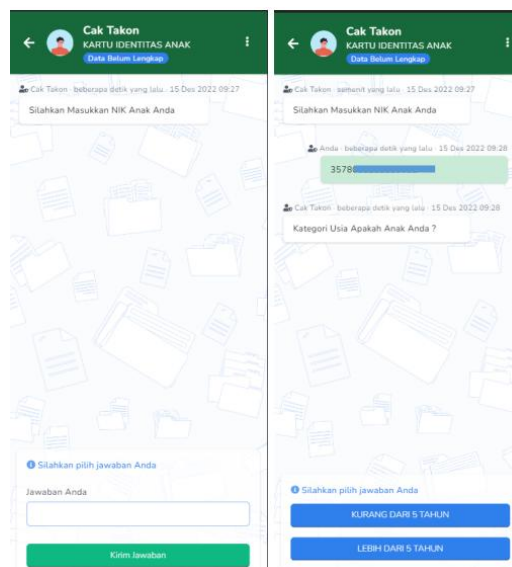 Cak Takon
KARTU IDENTITAS ANAK
Data Belum Lengkap
Cak Takon · beberapa detik yang lalu · 15 Des 2022 09:27
Silahkan Masukkan NIK Anak Anda
Silahkan pilih jawaban Anda
Jawaban Anda
Kirim Jawaban
Cak Takon
KARTU IDENTITAS ANAK
Data Belum Lengkap
Cak Takon · semenit yang lalu · 15 Des 2022 09:27
Silahkan Masukkan NIK Anak Anda
Anda · beberapa detik yang lalu · 15 Des 2022 09:28
3578
Cak Takon · beberapa detik yang lalu · 15 Des 2022 09:28
Kategori Usia Apakah Anak Anda ?
Silahkan pilih jawaban Anda
KURANG DARI 5 TAHUN
LEBIH DARI 5 TAHUN